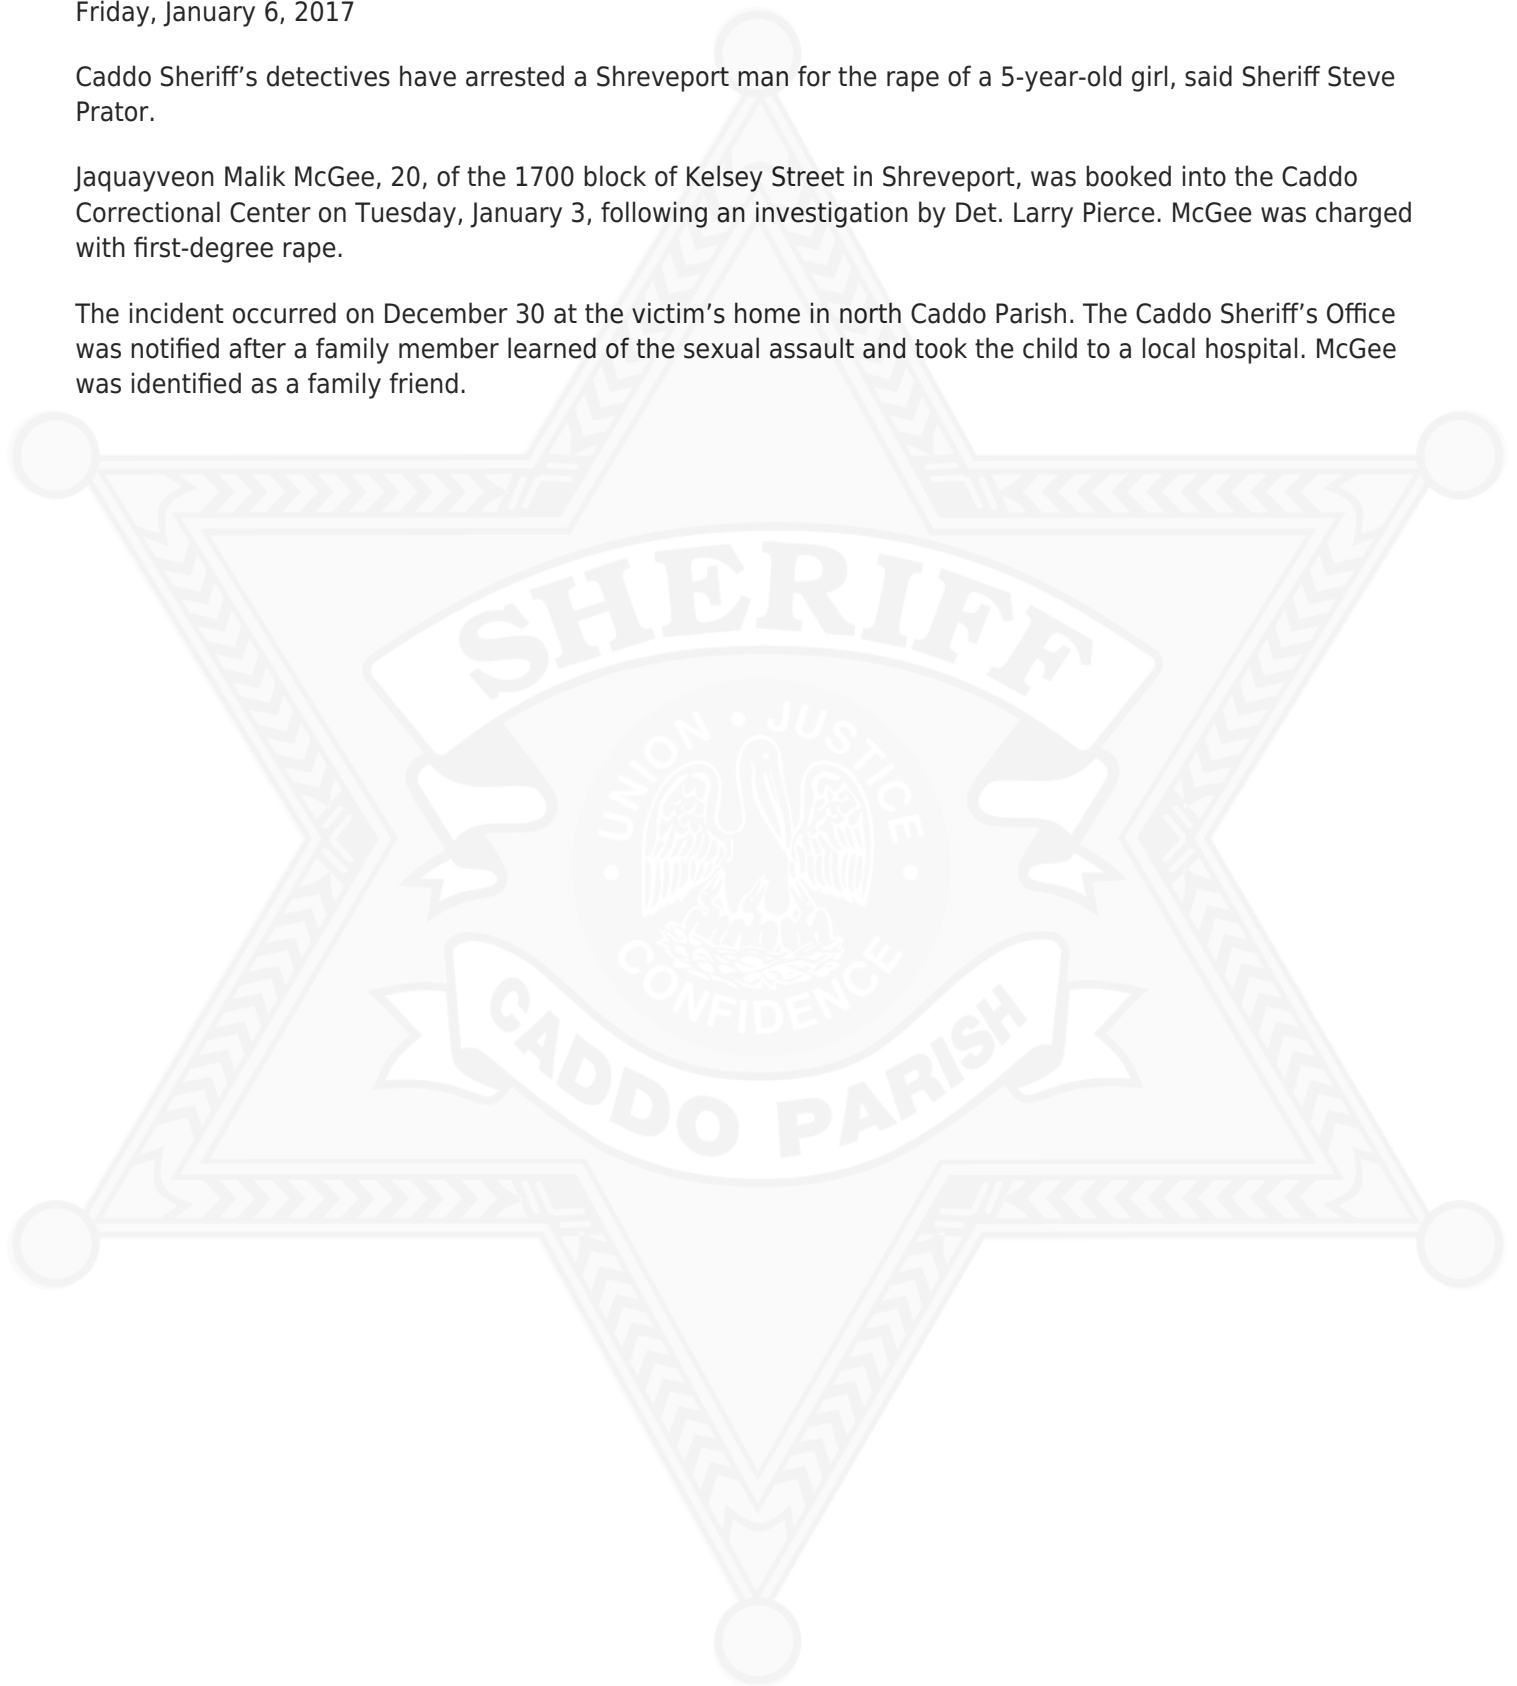 Friday, January 6, 2017
Caddo Sheriff’s detectives have arrested a Shreveport man for the rape of a 5-year-old girl, said Sheriff Steve
Prator.
Jaquayveon Malik McGee, 20, of the 1700 block of Kelsey Street in Shreveport, was booked into the Caddo
Correctional Center on Tuesday, January 3, following an investigation by Det. Larry Pierce. McGee was charged
with first-degree rape.
The incident occurred on December 30 at the victim’s home in north Caddo Parish. The Caddo Sheriff’s Office
was notified after a family member learned of the sexual assault and took the child to a local hospital. McGee
was identified as a family friend.
SHERIFF
UNION • JUSTICE
• CONFIDENCE •
CADDO PARISH